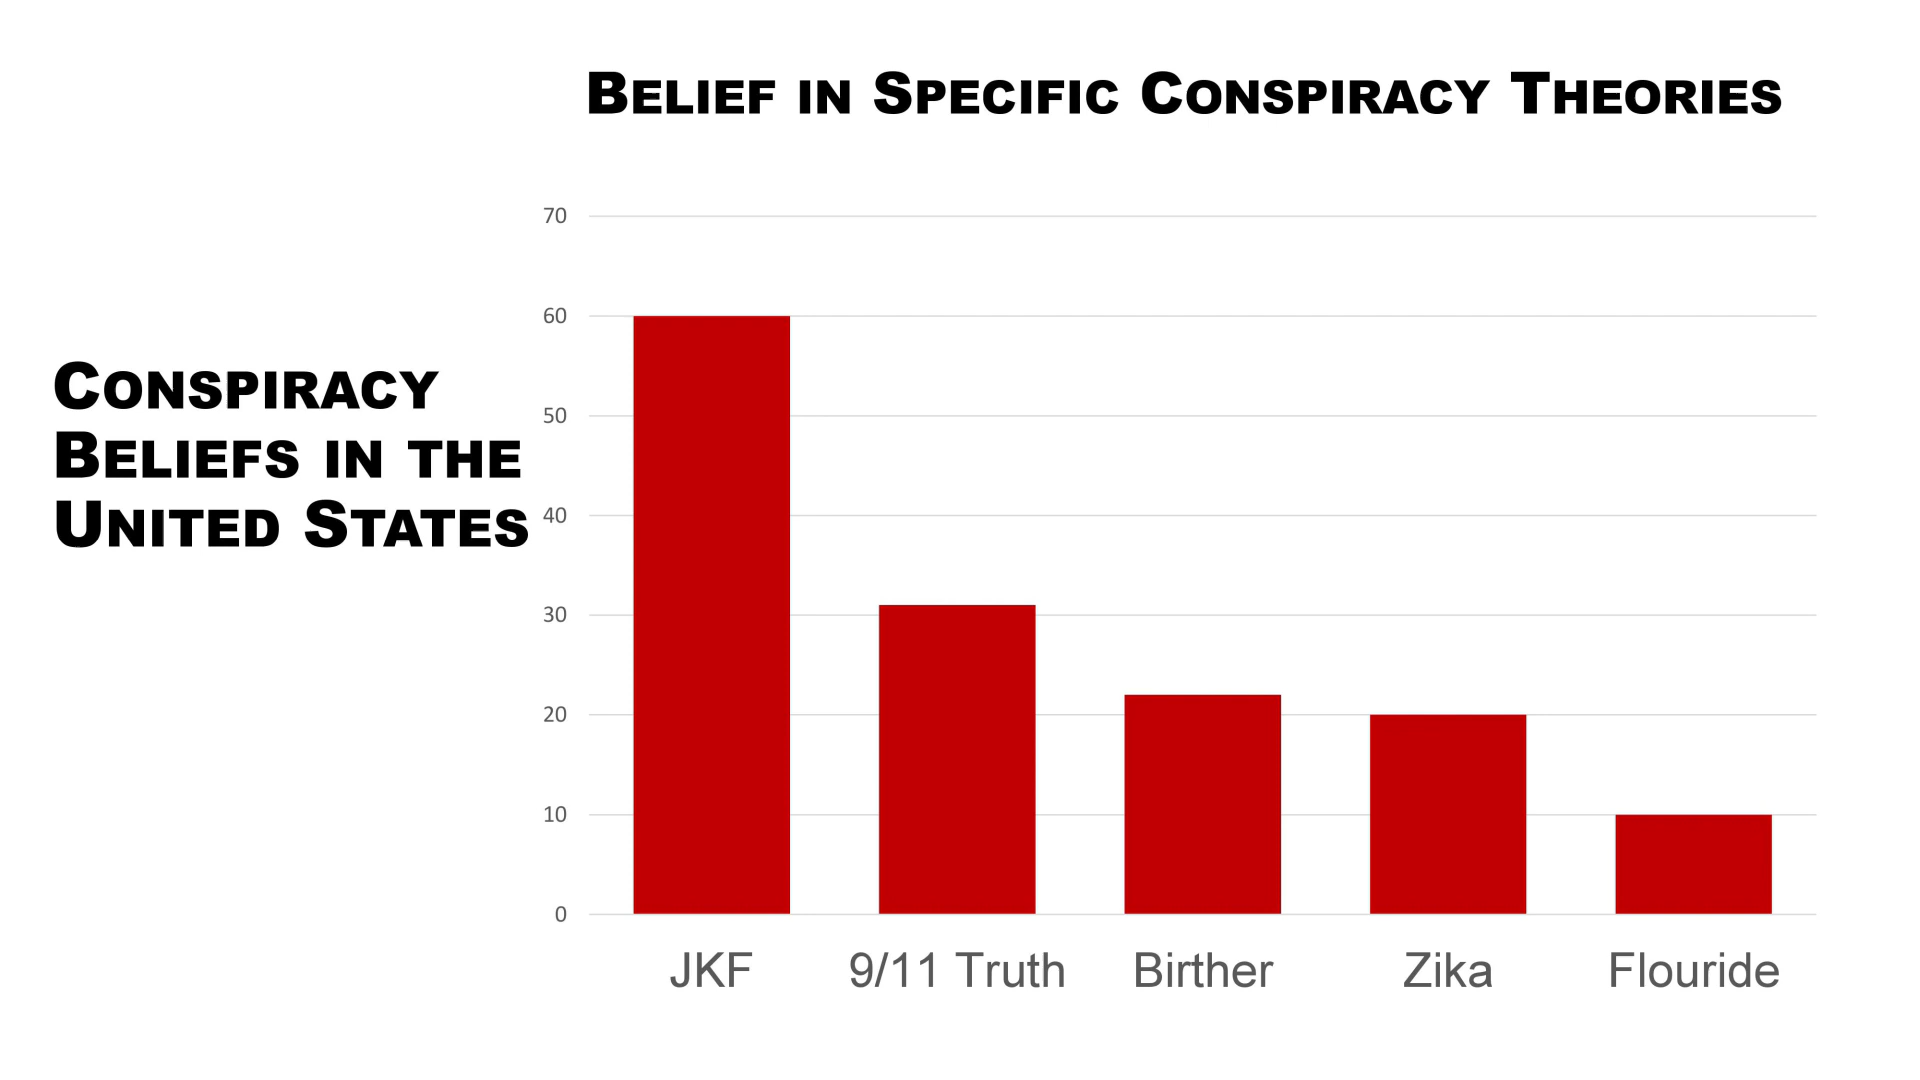 BELIEF IN SPECIFIC CONSPIRACY THEORIES
CONSPIRACY
BELIEFS IN THE
UNITED STATES
70
60
50
40
30
20
10
0
JKF 9/11 Truth Birther Zika Flouride